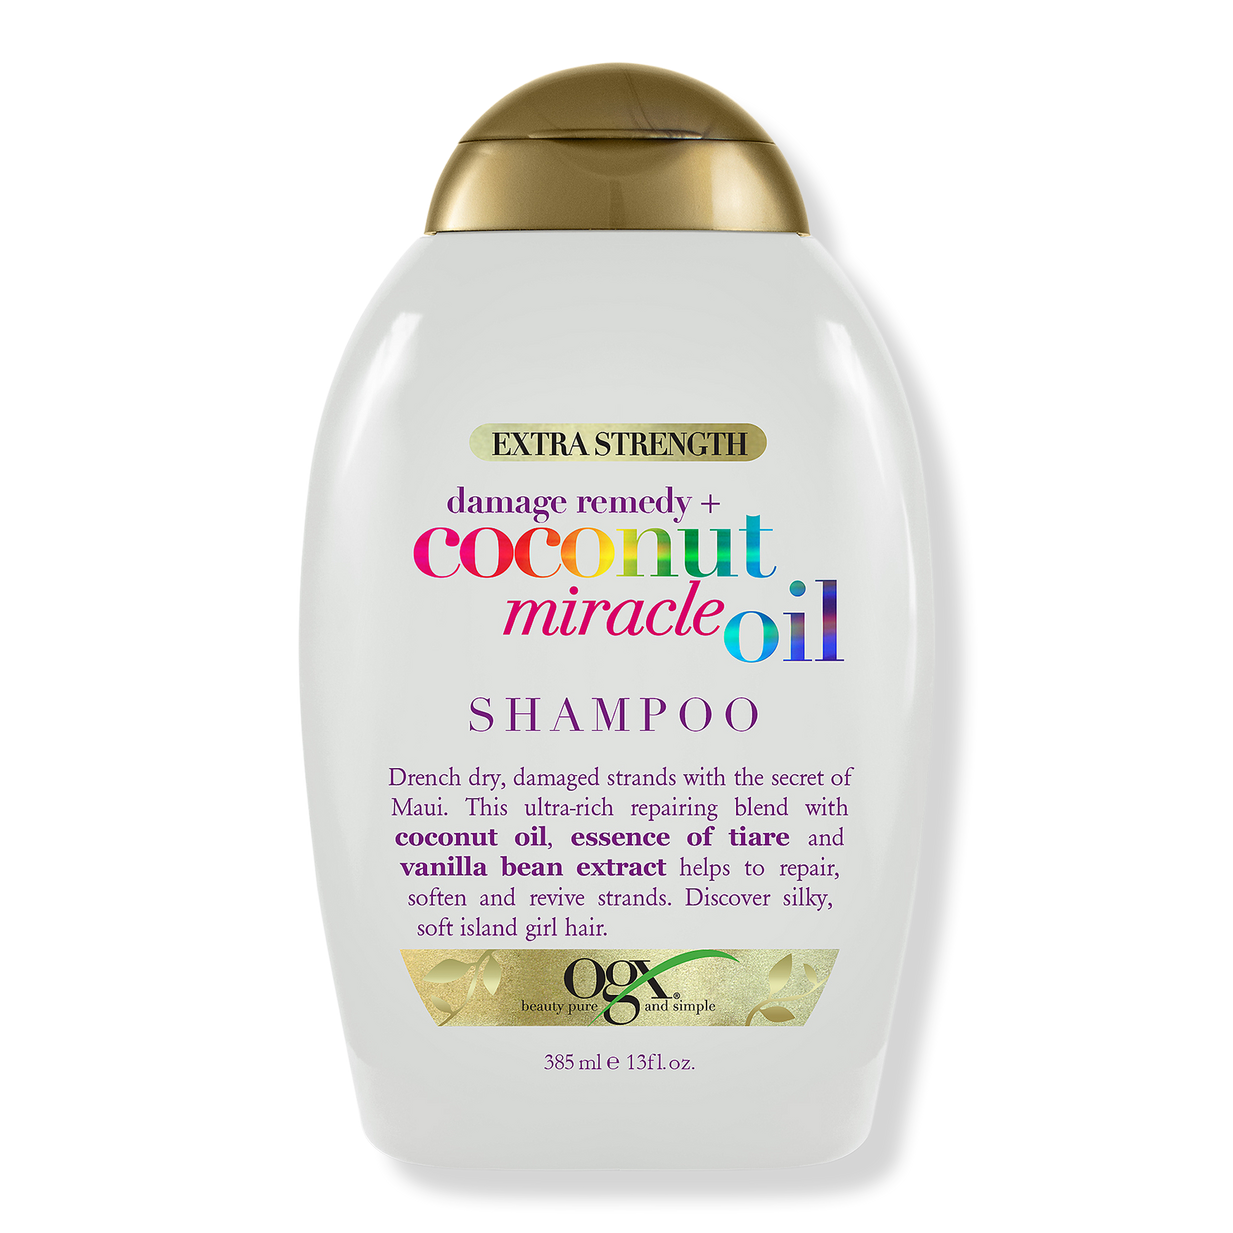 EXTRA STRENGTH
damage remedy +
coconut
miracle oil
SHAMPOO
Drench dry, damaged strands with the secret of
Maui. This ultra-rich repairing blend with
coconut oil, essence of tiare and
vanilla bean extract helps to repair,
soften and revive strands. Discover silky,
soft island girl hair.
ogx®
beauty pure and simple
385 ml ℮ 13fl.oz.